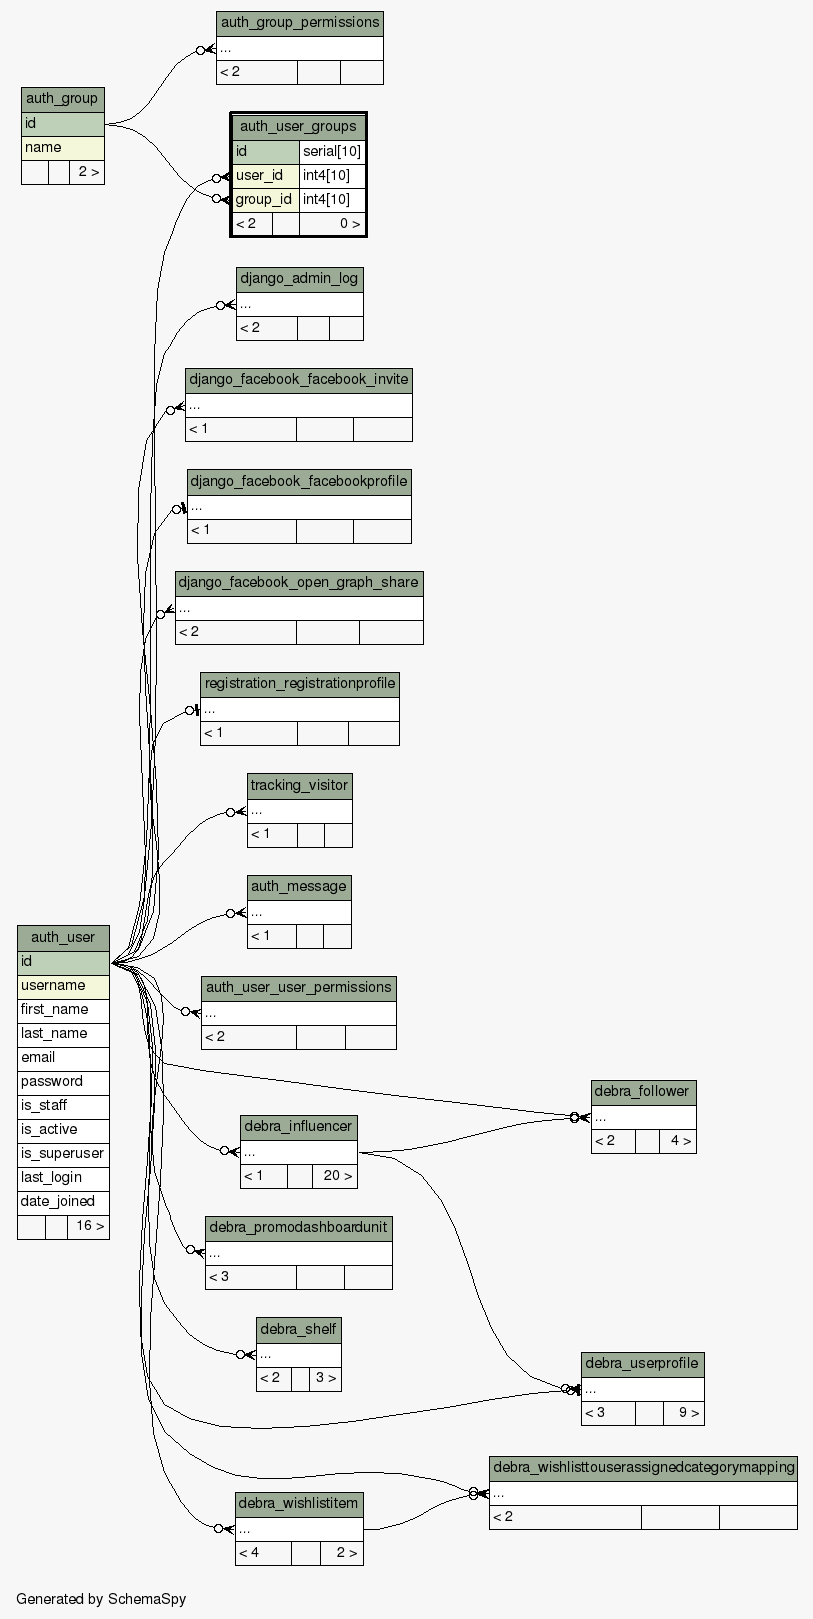 auth_group_permissions
...
< 2
auth_group
id
name
2 >
auth_user_groups
id serial[10]
user_id int4[10]
group_id int4[10]
< 2 0 >
django_admin_log
...
< 2
django_facebook_facebook_invite
...
< 1
django_facebook_facebookprofile
...
< 1
django_facebook_open_graph_share
...
< 2
registration_registrationprofile
...
< 1
tracking_visitor
...
< 1
auth_message
...
< 1
auth_user
id
username
first_name
last_name
email
password
is_staff
is_active
is_superuser
last_login
date_joined
16 >
auth_user_user_permissions
...
< 2
debra_follower
...
< 2 4 >
debra_influencer
...
< 1 20 >
debra_promodashboardunit
...
< 3
debra_shelf
...
< 2 3 >
debra_userprofile
...
< 3 9 >
debra_wishlisttouserassignedcategorymapping
...
< 2
debra_wishlistitem
...
< 4 2 >
Generated by SchemaSpy